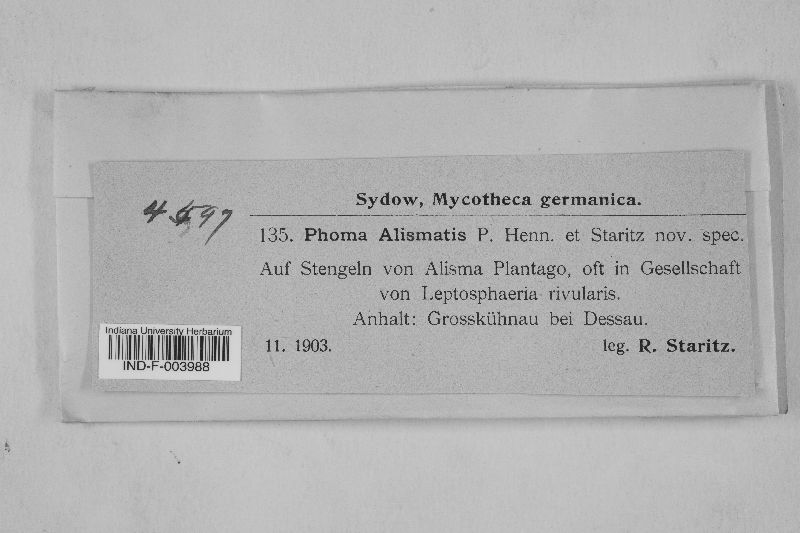 Sydow, Mycotheca germanica.
135. Phoma Alismatis P. Henn. et Staritz nov. spec.
Auf Stengeln von Alisma Plantago, oft in Gesellschaft
von Leptosphaeria rivularis.
Anhalt: Grosskühnau bei Dessau.
11. 1903. leg. R. Staritz.
Indiana University Herbarium
IND-F-003988